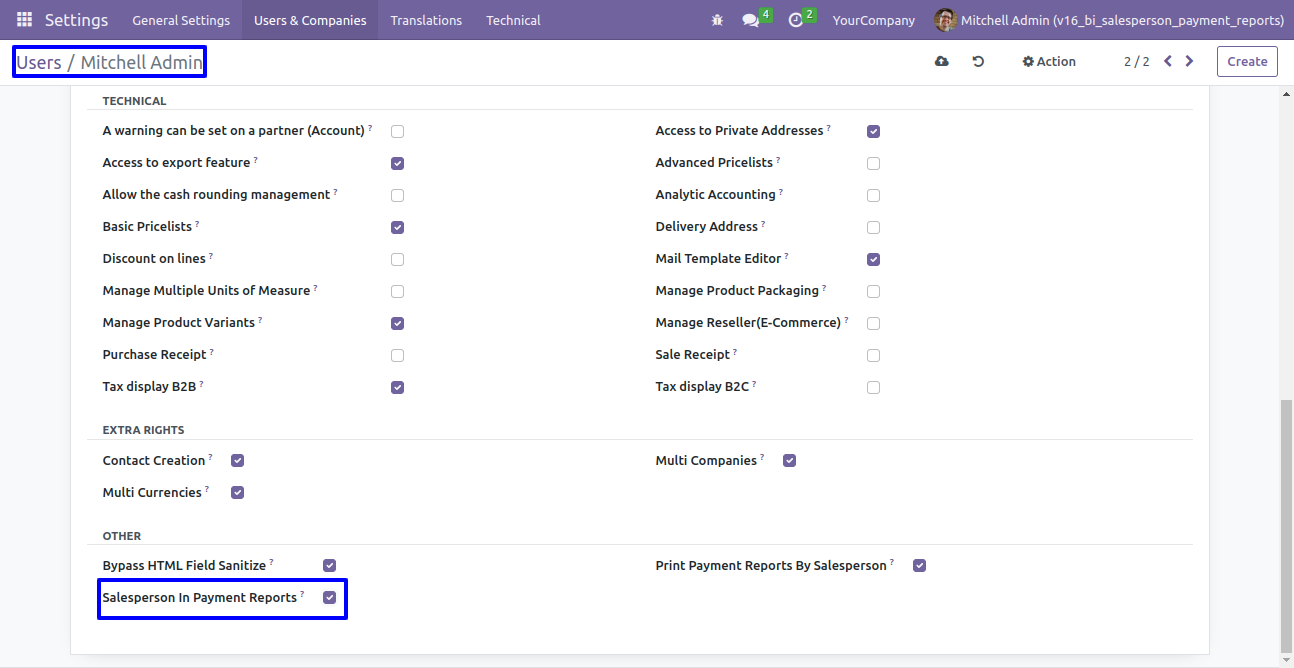 Settings General Settings Users & Companies Translations Technical 4 2 YourCompany Mitchell Admin (v16_bi_salesperson_payment_reports)
Users / Mitchell Admin Action 2 / 2 Create
TECHNICAL
A warning can be set on a partner (Account) ? Access to Private Addresses ?
Access to export feature ? Advanced Pricelists ?
Allow the cash rounding management ? Analytic Accounting ?
Basic Pricelists ? Delivery Address ?
Discount on lines ? Mail Template Editor ?
Manage Multiple Units of Measure ? Manage Product Packaging ?
Manage Product Variants ? Manage Reseller(E-Commerce) ?
Purchase Receipt ? Sale Receipt ?
Tax display B2B ? Tax display B2C ?
EXTRA RIGHTS
Contact Creation ? Multi Companies ?
Multi Currencies ?
OTHER
Bypass HTML Field Sanitize ? Print Payment Reports By Salesperson ?
Salesperson In Payment Reports ?